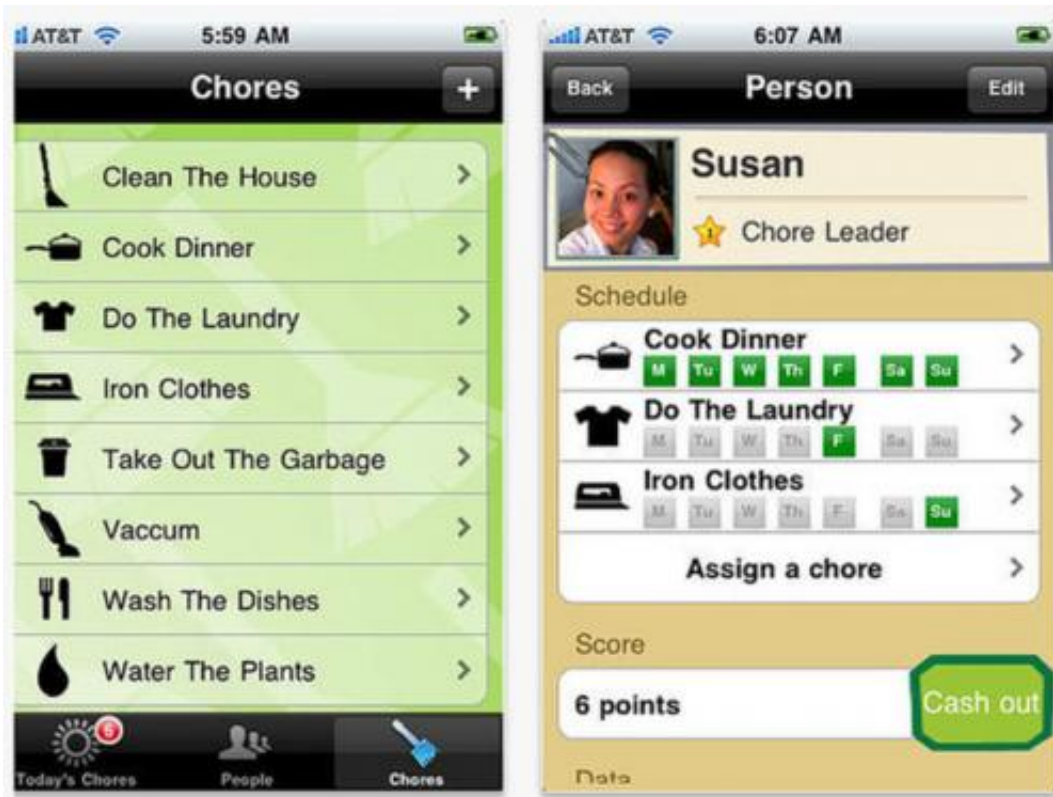 AT&T 5:59 AM
Chores +
Clean The House
Cook Dinner
Do The Laundry
Iron Clothes
Take Out The Garbage
Vaccum
Wash The Dishes
Water The Plants
Today's Chores People Chores
AT&T 6:07 AM
Back Person Edit
Susan
1 Chore Leader
Schedule
Cook Dinner
M Tu W Th F Sa Su
Do The Laundry
M Tu W Th F Sa Su
Iron Clothes
M Tu W Th F Sa Su
Assign a chore
Score
6 points Cash out
Data